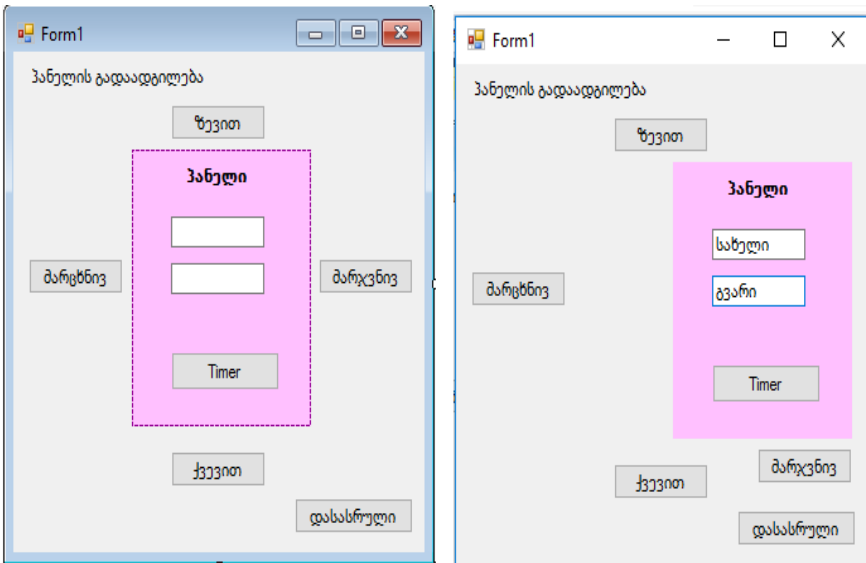 Form1
პანელის გადაადგილება
ზევით
პანელი
მარცხნივ
მარჯვნივ
Timer
ქვევით
დასასრული
Form1
პანელის გადაადგილება
ზევით
პანელი
სახელი
მარცხნივ
გვარი
Timer
მარჯვნივ
ქვევით
დასასრული